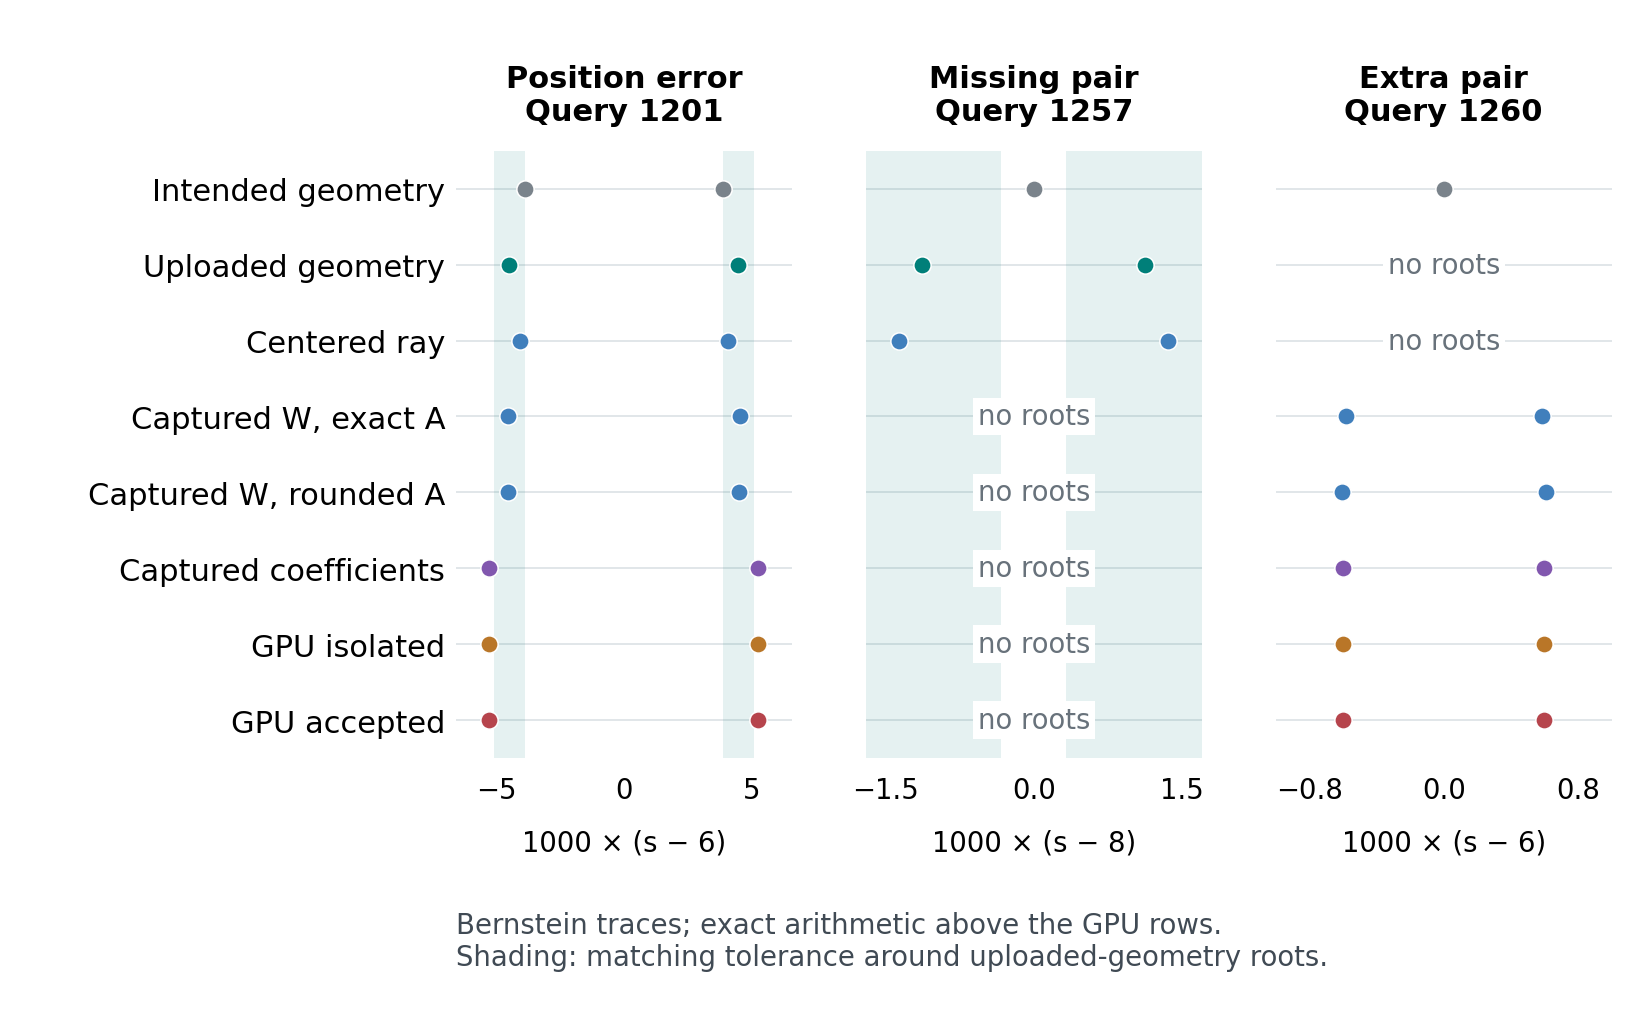 Position error
Query 1201
Missing pair
Query 1257
Extra pair
Query 1260
Intended geometry
Uploaded geometry
no roots
Centered ray
no roots
Captured W, exact A
no roots
Captured W, rounded A
no roots
Captured coefficients
no roots
GPU isolated
no roots
GPU accepted
no roots
−5 0 5
−1.5 0.0 1.5
−0.8 0.0 0.8
1000 × (s − 6)
1000 × (s − 8)
1000 × (s − 6)
Bernstein traces; exact arithmetic above the GPU rows.
Shading: matching tolerance around uploaded-geometry roots.